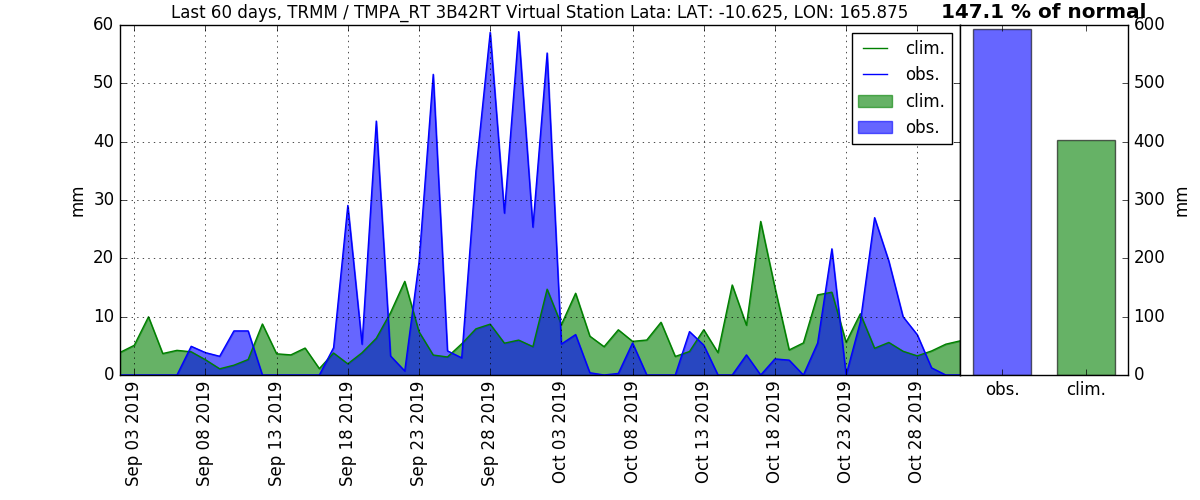 Last 60 days, TRMM / TMPA_RT 3B42RT Virtual Station Lata: LAT: -10.625, LON: 165.875
147.1 % of normal
60
50
40
30
20
10
0
mm
clim.
obs.
clim.
obs.
600
500
400
300
200
100
0
mm
Sep 03 2019
Sep 08 2019
Sep 13 2019
Sep 18 2019
Sep 23 2019
Sep 28 2019
Oct 03 2019
Oct 08 2019
Oct 13 2019
Oct 18 2019
Oct 23 2019
Oct 28 2019
obs.
clim.